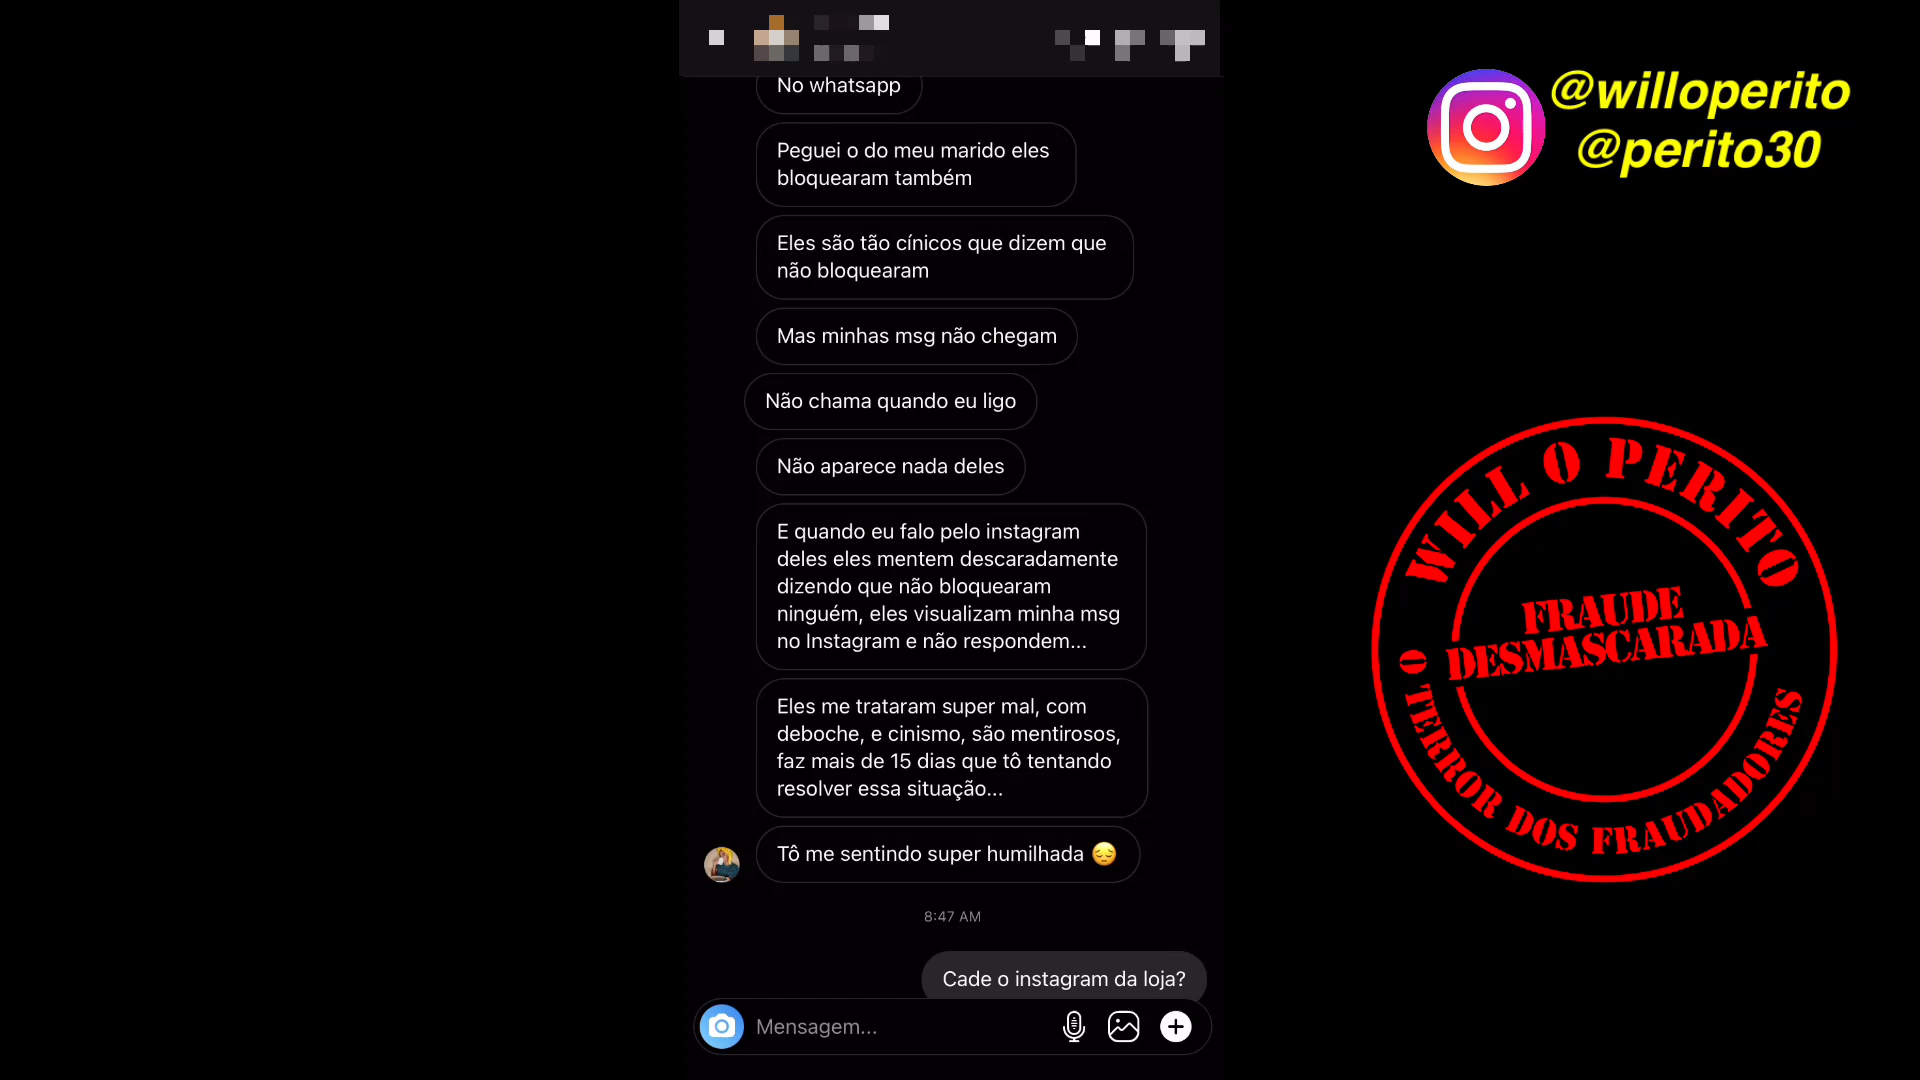 No whatsapp
Peguei o do meu marido eles
bloquearam também
Eles são tão cínicos que dizem que
não bloquearam
Mas minhas msg não chegam
Não chama quando eu ligo
Não aparece nada deles
E quando eu falo pelo instagram
deles eles mentem descaradamente
dizendo que não bloquearam
ninguém, eles visualizam minha msg
no Instagram e não respondem...
Eles me trataram super mal, com
deboche, e cinismo, são mentirosos,
faz mais de 15 dias que tô tentando
resolver essa situação...
Tô me sentindo super humilhada 😔
8:47 AM
Cade o instagram da loja?
Mensagem...
@willoperito
@perito30
WILL O PERITO
FRAUDE
DESMASCARADA
O TERROR DOS FRAUDADORES